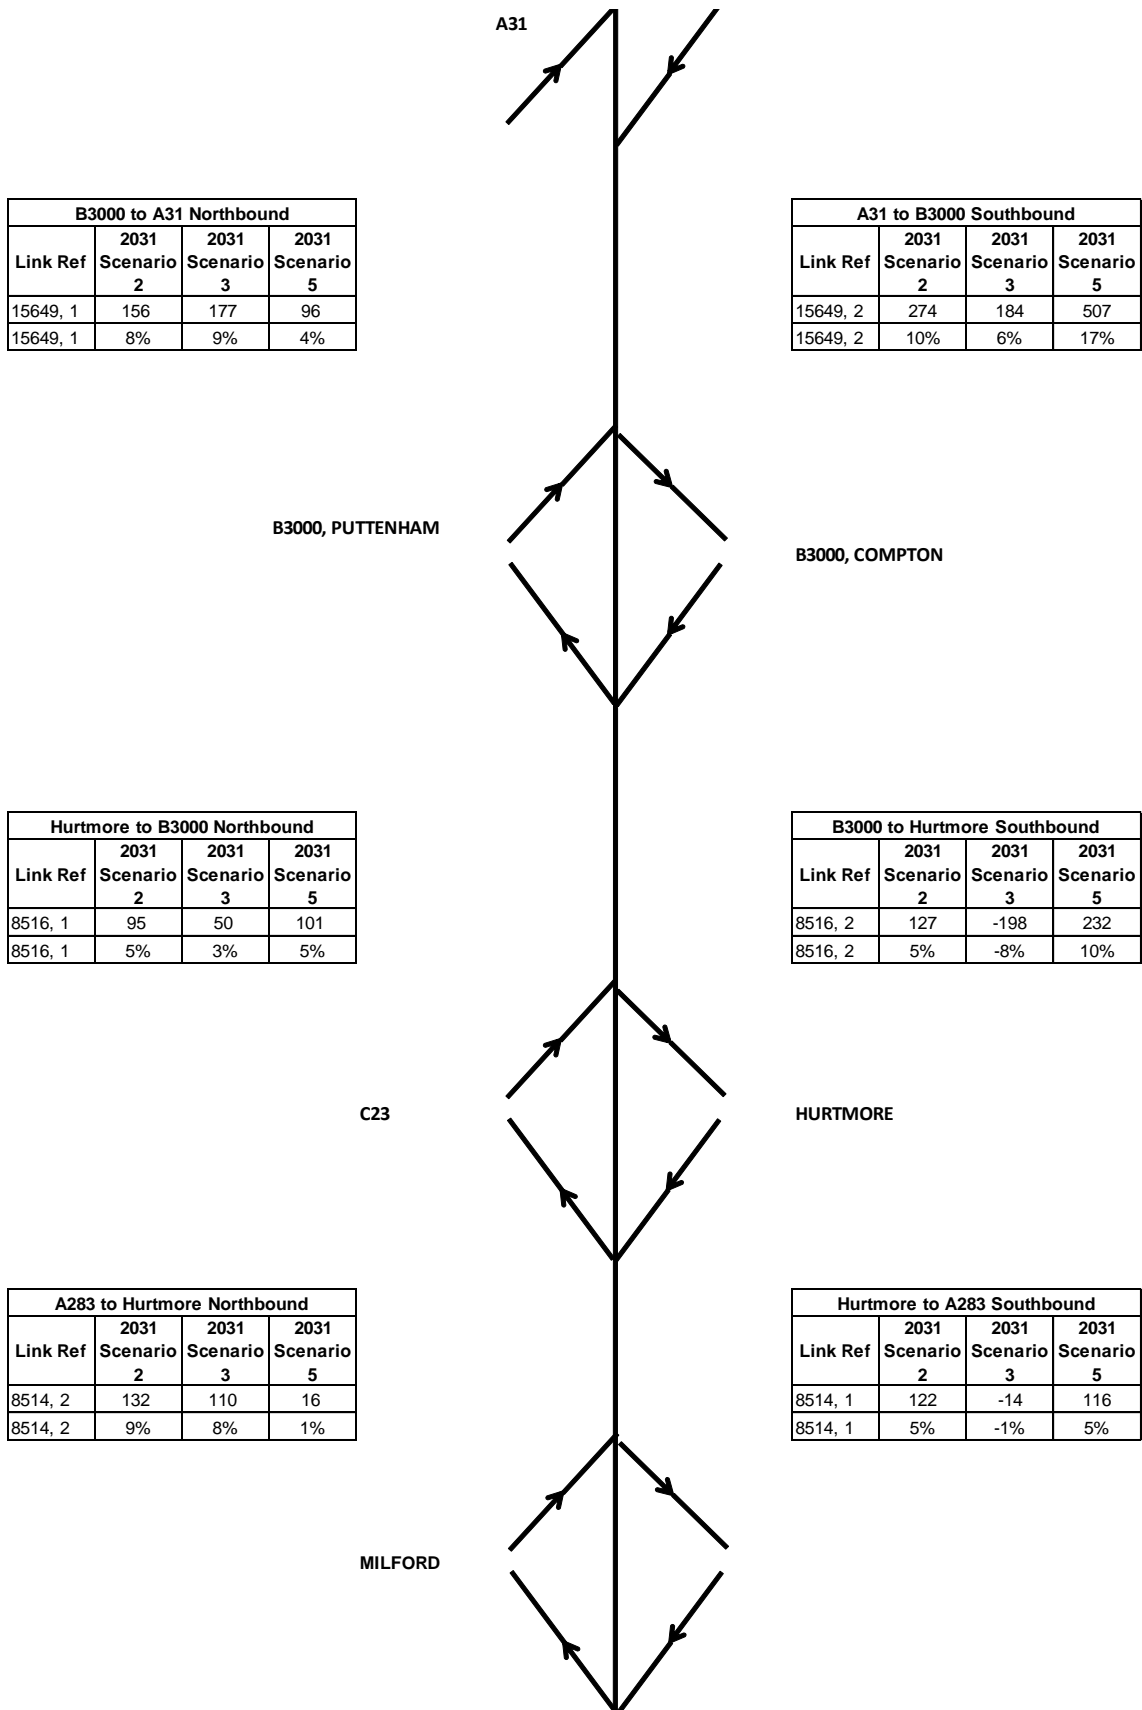 A31
B3000 to A31 Northbound
Link Ref 2031 Scenario 2 2031 Scenario 3 2031 Scenario 5
15649, 1 156 177 96
15649, 1 8% 9% 4%
A31 to B3000 Southbound
Link Ref 2031 Scenario 2 2031 Scenario 3 2031 Scenario 5
15649, 2 274 184 507
15649, 2 10% 6% 17%
B3000, PUTTENHAM
B3000, COMPTON
Hurtmore to B3000 Northbound
Link Ref 2031 Scenario 2 2031 Scenario 3 2031 Scenario 5
8516, 1 95 50 101
8516, 1 5% 3% 5%
B3000 to Hurtmore Southbound
Link Ref 2031 Scenario 2 2031 Scenario 3 2031 Scenario 5
8516, 2 127 -198 232
8516, 2 5% -8% 10%
C23
HURTMORE
A283 to Hurtmore Northbound
Link Ref 2031 Scenario 2 2031 Scenario 3 2031 Scenario 5
8514, 2 132 110 16
8514, 2 9% 8% 1%
Hurtmore to A283 Southbound
Link Ref 2031 Scenario 2 2031 Scenario 3 2031 Scenario 5
8514, 1 122 -14 116
8514, 1 5% -1% 5%
MILFORD